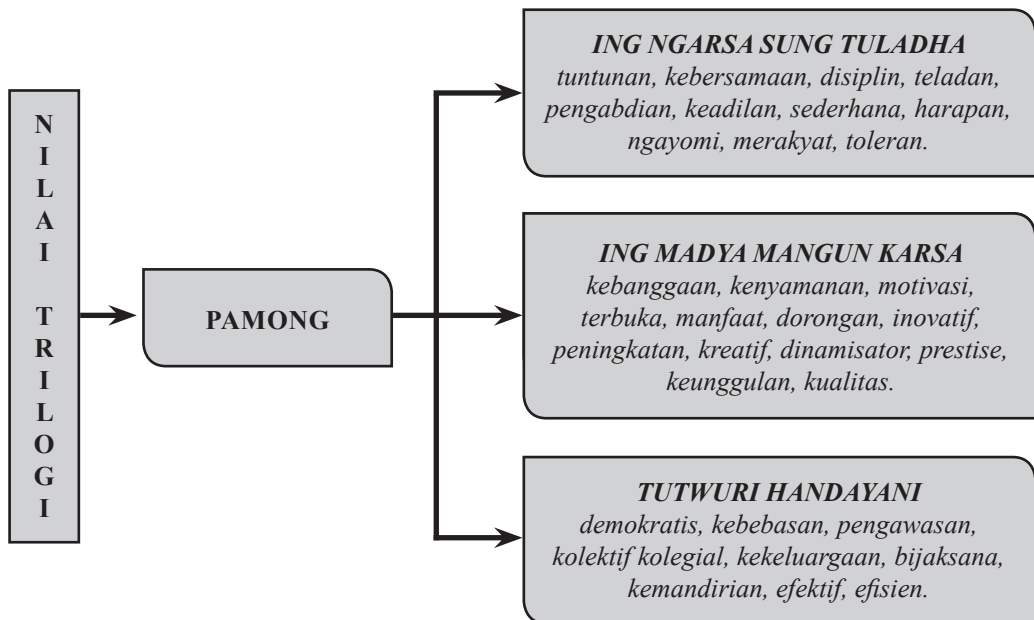 NILAI TRILOGI
PAMONG
ING NGARSA SUNG TULADHA
tuntunan, kebersamaan, disiplin, teladan,
pengabdian, keadilan, sederhana, harapan,
ngayomi, merakyat, toleran.
ING MADYA MANGUN KARSA
kebanggaan, kenyamanan, motivasi,
terbuka, manfaat, dorongan, inovatif,
peningkatan, kreatif, dinamisator, prestise,
keunggulan, kualitas.
TUTWURI HANDAYANI
demokratis, kebebasan, pengawasan,
kolektif kolegial, kekeluargaan, bijaksana,
kemandirian, efektif, efisien.